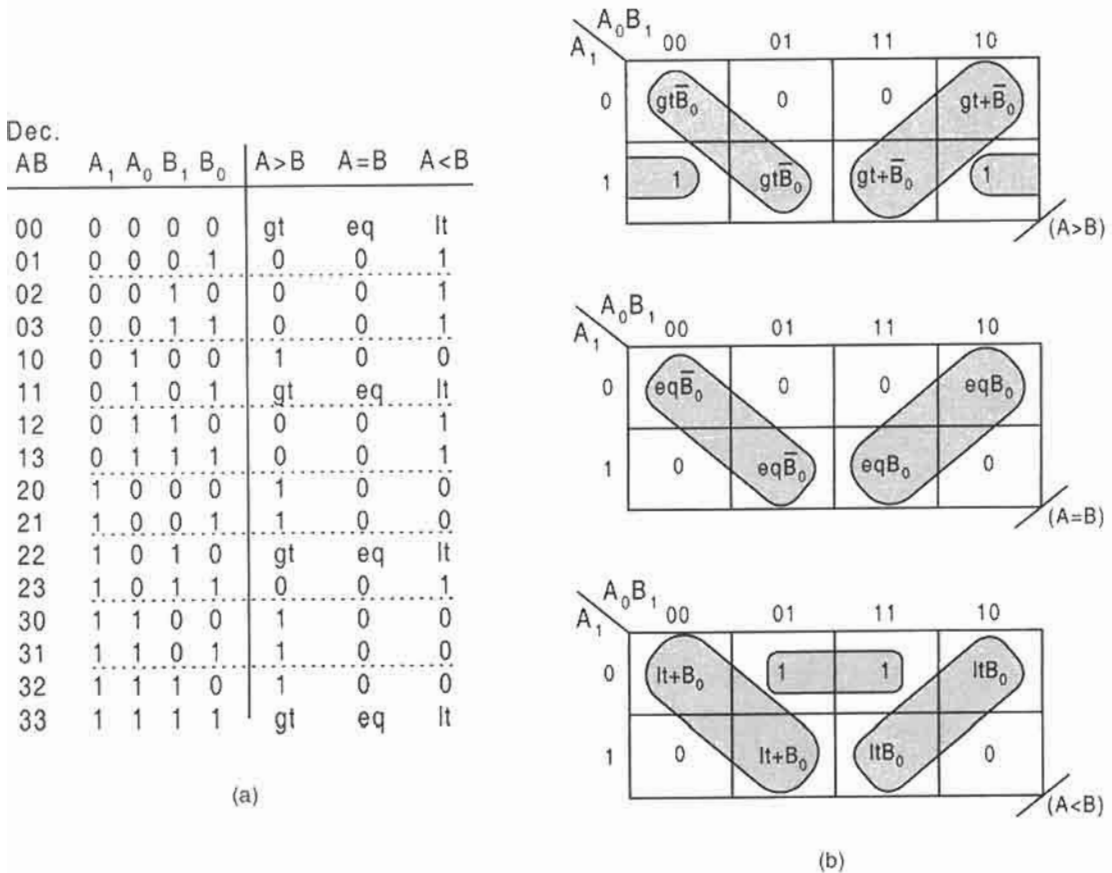 Dec.
AB A₁ A₀ B₁ B₀ A>B A=B A<B
00 0 0 0 0 gt eq lt
01 0 0 0 1 0 0 1
02 0 0 1 0 0 0 1
03 0 0 1 1 0 0 1
10 0 1 0 0 1 0 0
11 0 1 0 1 gt eq lt
12 0 1 1 0 0 0 1
13 0 1 1 1 0 0 1
20 1 0 0 0 1 0 0
21 1 0 0 1 1 0 0
22 1 0 1 0 gt eq lt
23 1 0 1 1 0 0 1
30 1 1 0 0 1 0 0
31 1 1 0 1 1 0 0
32 1 1 1 0 1 0 0
33 1 1 1 1 gt eq lt
(a)
A₀B₁
A₁ 00 01 11 10
0 gtB̅₀ 0 0 gt+B̅₀
1 1 gtB̅₀ gt+B̅₀ 1
(A>B)
A₀B₁
A₁ 00 01 11 10
0 eqB̅₀ 0 0 eqB₀
1 0 eqB̅₀ eqB₀ 0
(A=B)
A₀B₁
A₁ 00 01 11 10
0 lt+B₀ 1 1 ltB₀
1 0 lt+B₀ ltB₀ 0
(A<B)
(b)